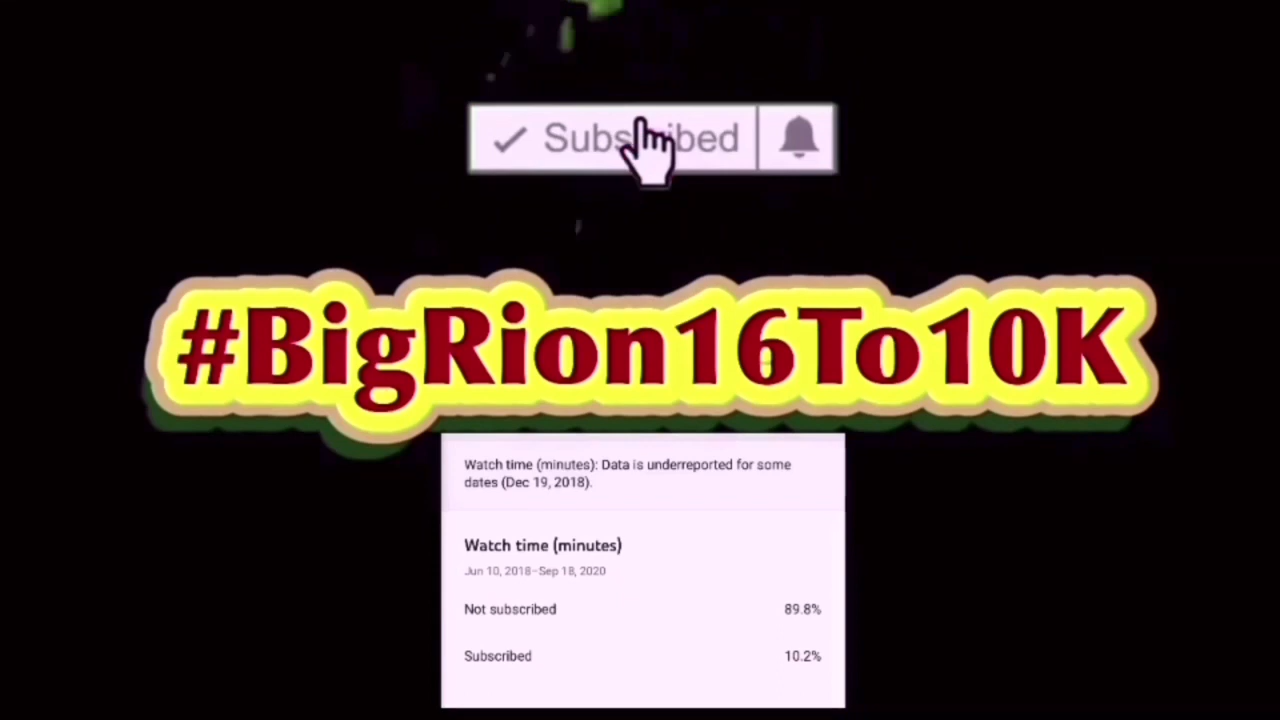 Subscribed
#BigRion16To10K
Watch time (minutes): Data is underreported for some
dates (Dec 19, 2018).
Watch time (minutes)
Jun 10, 2018–Sep 18, 2020
Not subscribed 89.8%
Subscribed 10.2%